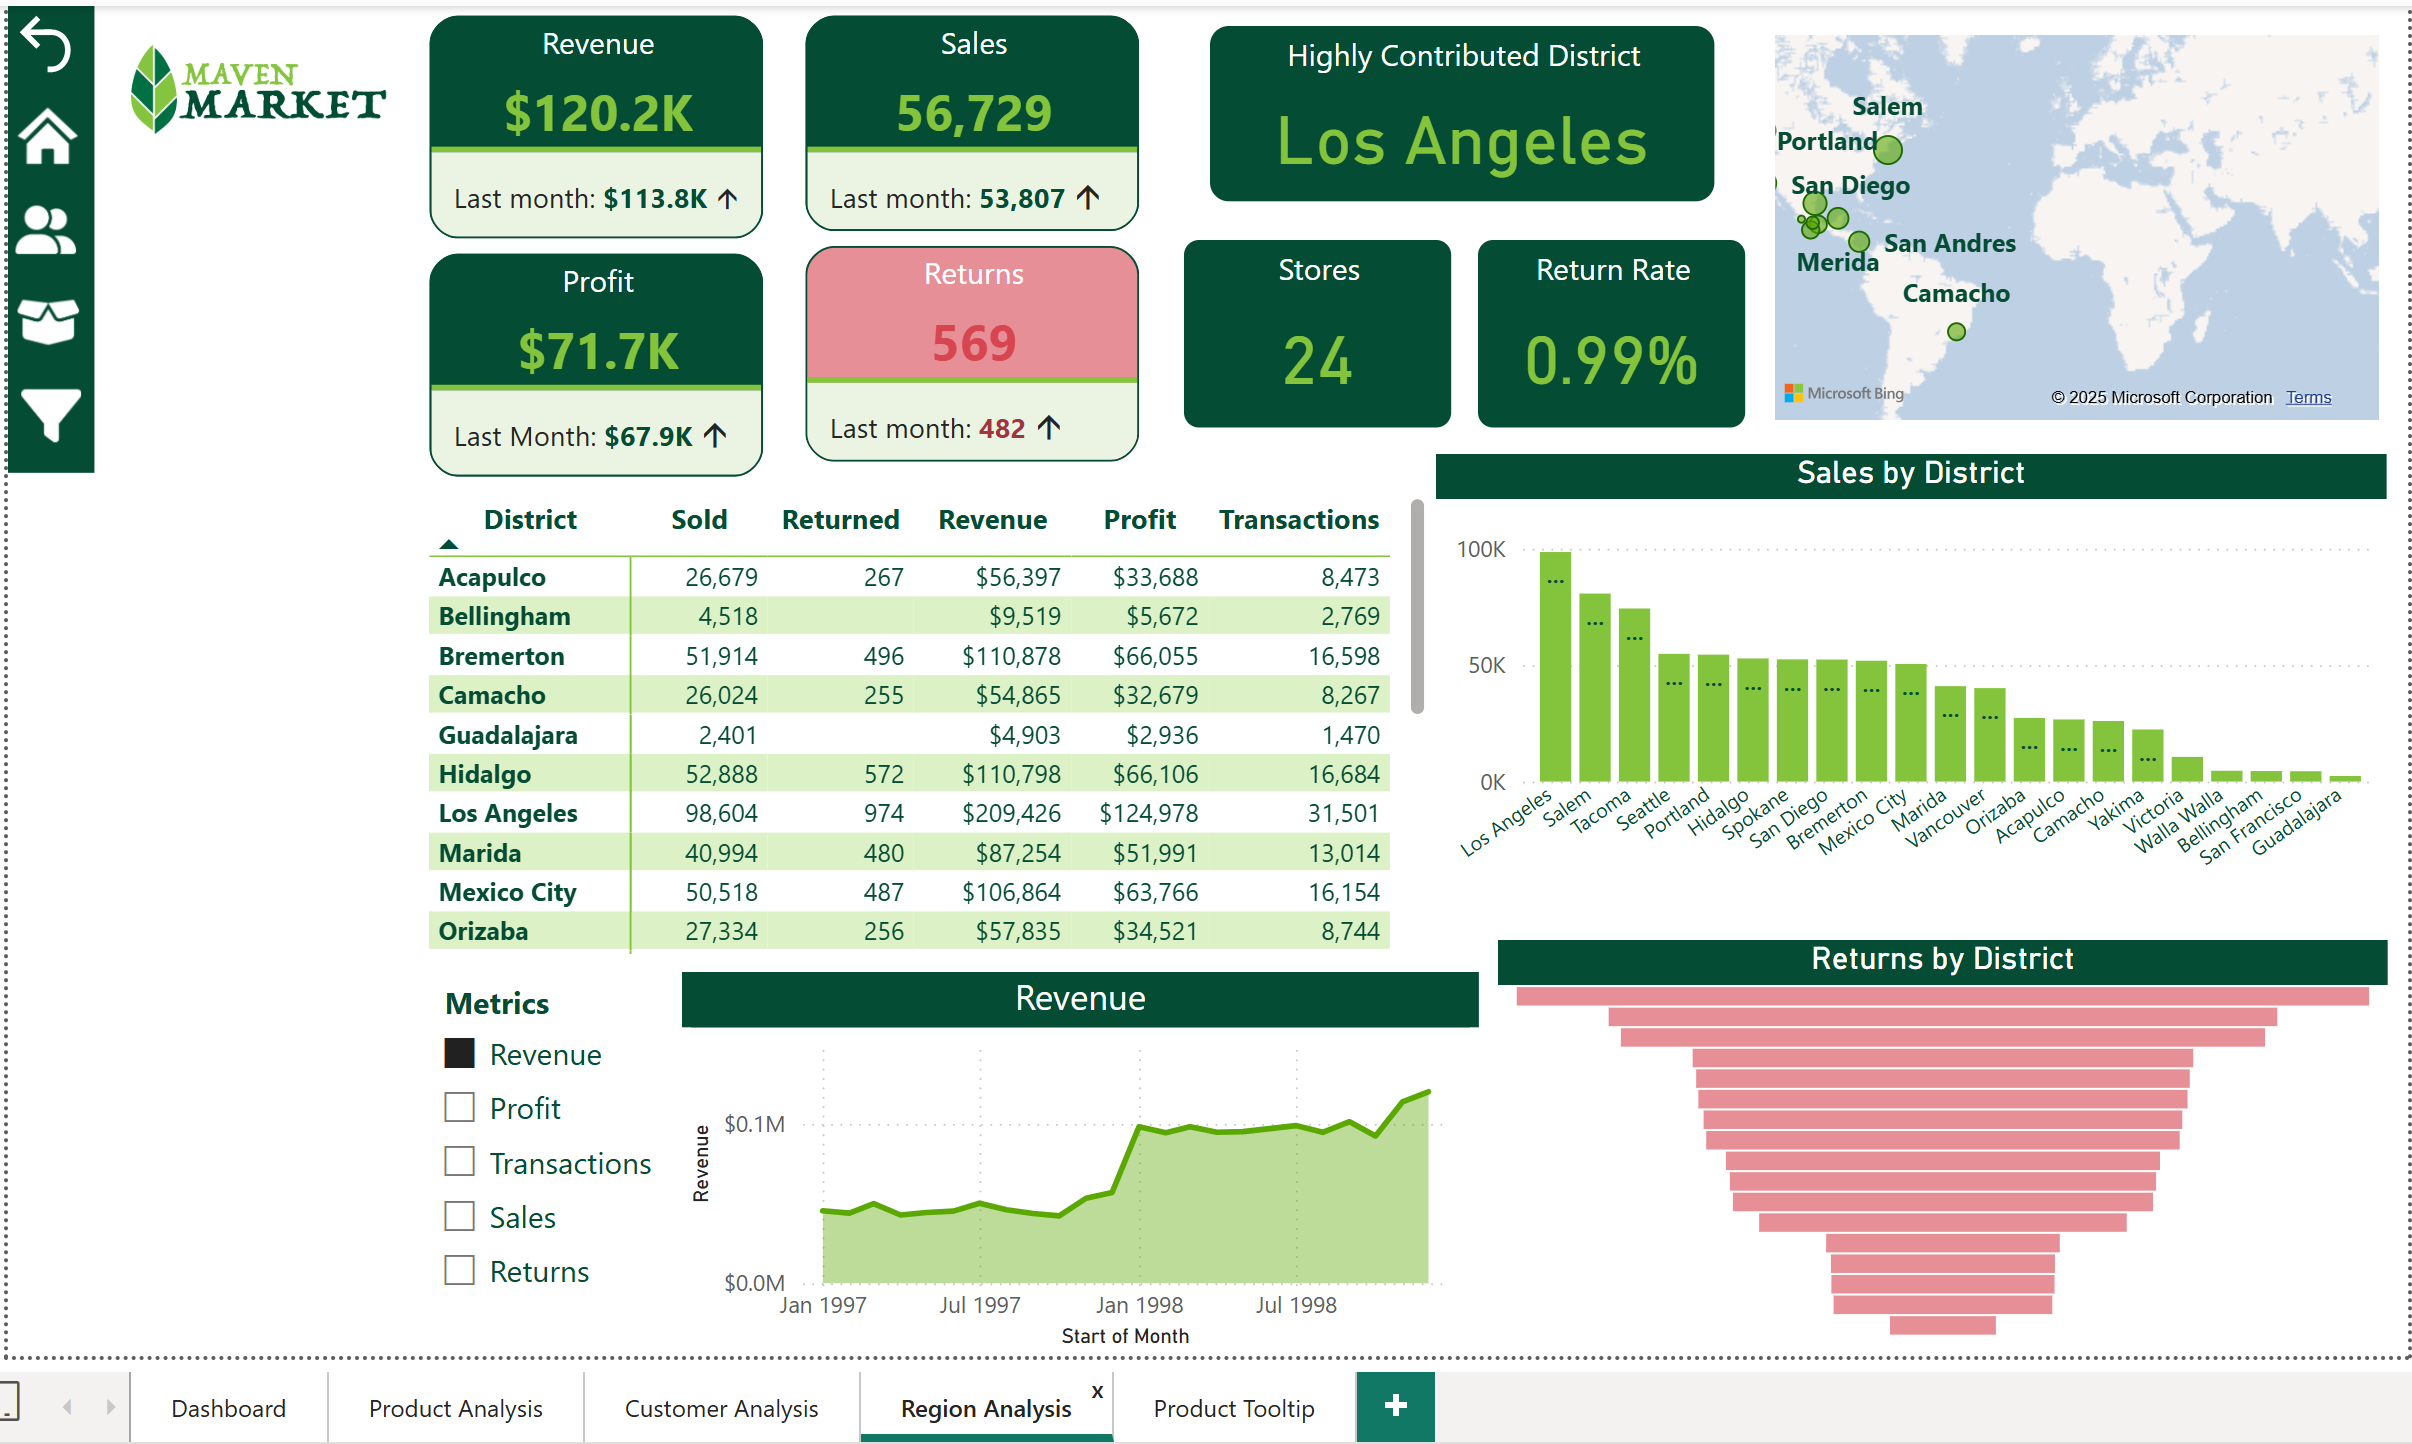 MAVEN
MARKET
Revenue
$120.2K
Last month: $113.8K ↑
Sales
56,729
Last month: 53,807 ↑
Highly Contributed District
Los Angeles
Profit
$71.7K
Last Month: $67.9K ↑
Returns
569
Last month: 482 ↑
Stores
24
Return Rate
0.99%
Salem
Portland
San Diego
San Andres
Merida
Camacho
Microsoft Bing
© 2025 Microsoft Corporation Terms
District Sold Returned Revenue Profit Transactions
Acapulco 26,679 267 $56,397 $33,688 8,473
Bellingham 4,518 $9,519 $5,672 2,769
Bremerton 51,914 496 $110,878 $66,055 16,598
Camacho 26,024 255 $54,865 $32,679 8,267
Guadalajara 2,401 $4,903 $2,936 1,470
Hidalgo 52,888 572 $110,798 $66,106 16,684
Los Angeles 98,604 974 $209,426 $124,978 31,501
Marida 40,994 480 $87,254 $51,991 13,014
Mexico City 50,518 487 $106,864 $63,766 16,154
Orizaba 27,334 256 $57,835 $34,521 8,744
Sales by District
100K
50K
0K
... ... ... ... ... ... ... ... ... ... ... ... ... ... ... ...
Los Angeles
Salem
Tacoma
Seattle
Portland
Hidalgo
Spokane
San Diego
Bremerton
Mexico City
Marida
Vancouver
Orizaba
Acapulco
Camacho
Yakima
Victoria
Walla Walla
Bellingham
San Francisco
Guadalajara
Metrics
Revenue
Profit
Transactions
Sales
Returns
Revenue
Revenue
$0.1M
$0.0M
Jan 1997 Jul 1997 Jan 1998 Jul 1998
Start of Month
Returns by District
Dashboard Product Analysis Customer Analysis Region Analysis x Product Tooltip +